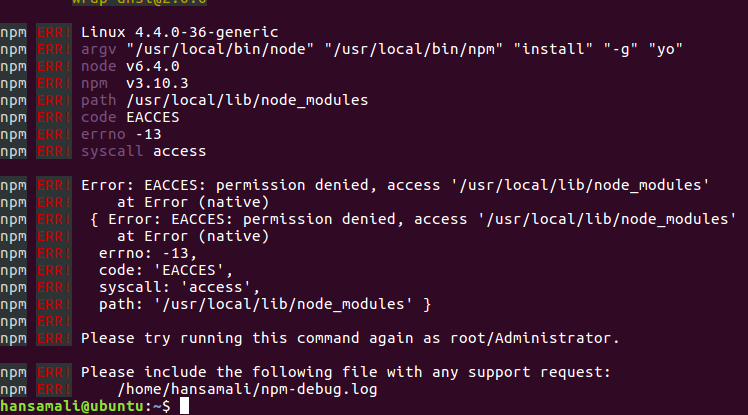 wrap-ansi@2.0.0
npm ERR! Linux 4.4.0-36-generic
npm ERR! argv "/usr/local/bin/node" "/usr/local/bin/npm" "install" "-g" "yo"
npm ERR! node v6.4.0
npm ERR! npm  v3.10.3
npm ERR! path /usr/local/lib/node_modules
npm ERR! code EACCES
npm ERR! errno -13
npm ERR! syscall access
npm ERR! Error: EACCES: permission denied, access '/usr/local/lib/node_modules'
npm ERR!     at Error (native)
npm ERR!  { Error: EACCES: permission denied, access '/usr/local/lib/node_modules'
npm ERR!     at Error (native)
npm ERR!   errno: -13,
npm ERR!   code: 'EACCES',
npm ERR!   syscall: 'access',
npm ERR!   path: '/usr/local/lib/node_modules' }
npm ERR!
npm ERR! Please try running this command again as root/Administrator.
npm ERR! Please include the following file with any support request:
npm ERR!     /home/hansamali/npm-debug.log
hansamali@ubuntu:~$